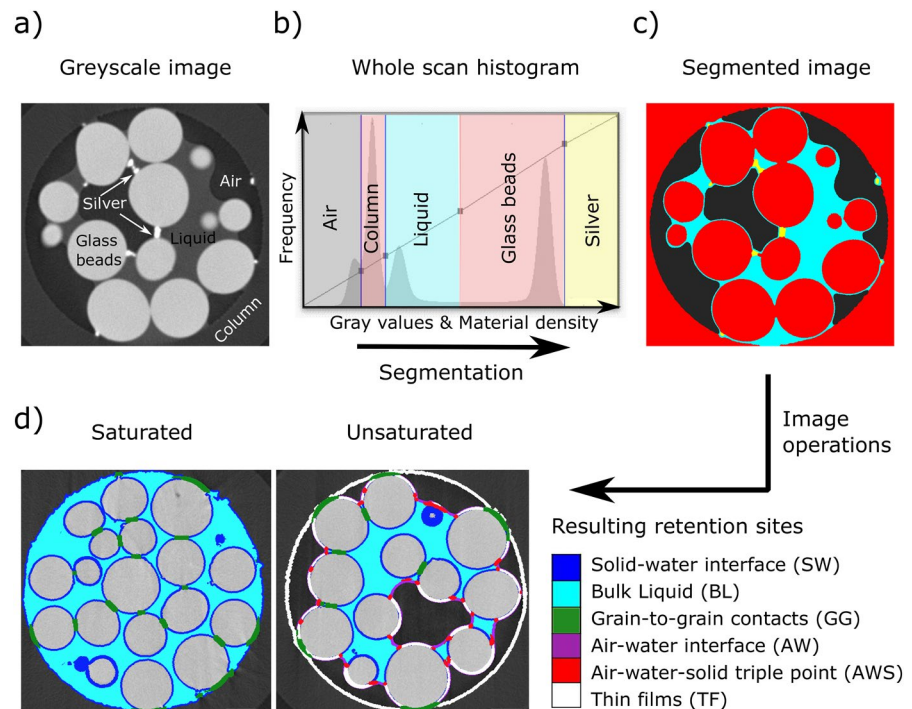 a)
Greyscale image
Silver
Air
Glass
beads
Liquid
Column
b)
Whole scan histogram
Frequency
Air
Column
Liquid
Glass beads
Silver
Gray values & Material density
Segmentation
c)
Segmented image
Image
operations
d)
Saturated
Unsaturated
Resulting retention sites
Solid-water interface (SW)
Bulk Liquid (BL)
Grain-to-grain contacts (GG)
Air-water interface (AW)
Air-water-solid triple point (AWS)
Thin films (TF)